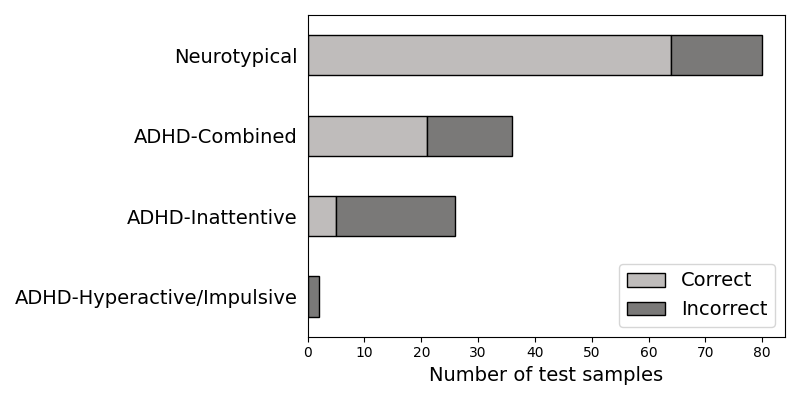 Neurotypical
ADHD-Combined
ADHD-Inattentive
ADHD-Hyperactive/Impulsive
Correct
Incorrect
0 10 20 30 40 50 60 70 80
Number of test samples